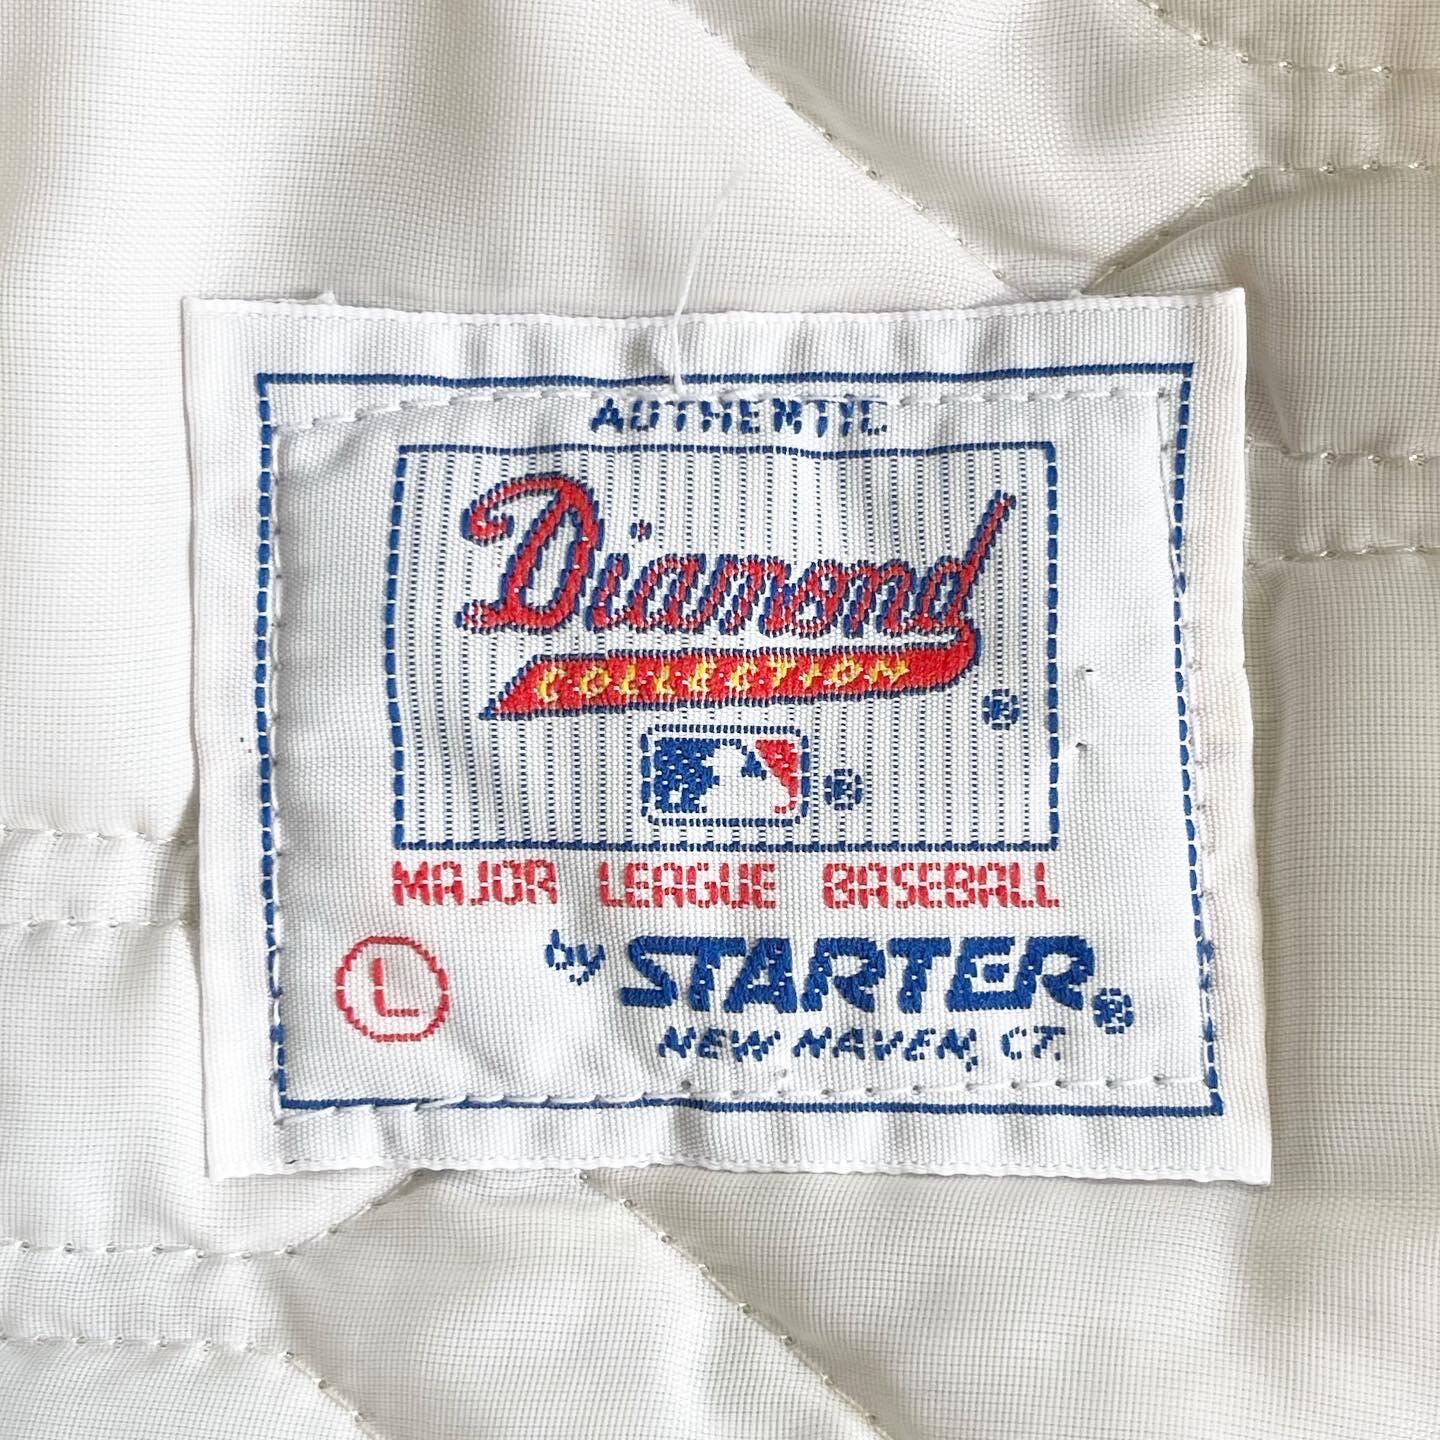 AUTHENTIC
Diamond
COLLECTION
®
®
MAJOR LEAGUE BASEBALL
L
by STARTER®
NEW HAVEN, CT.